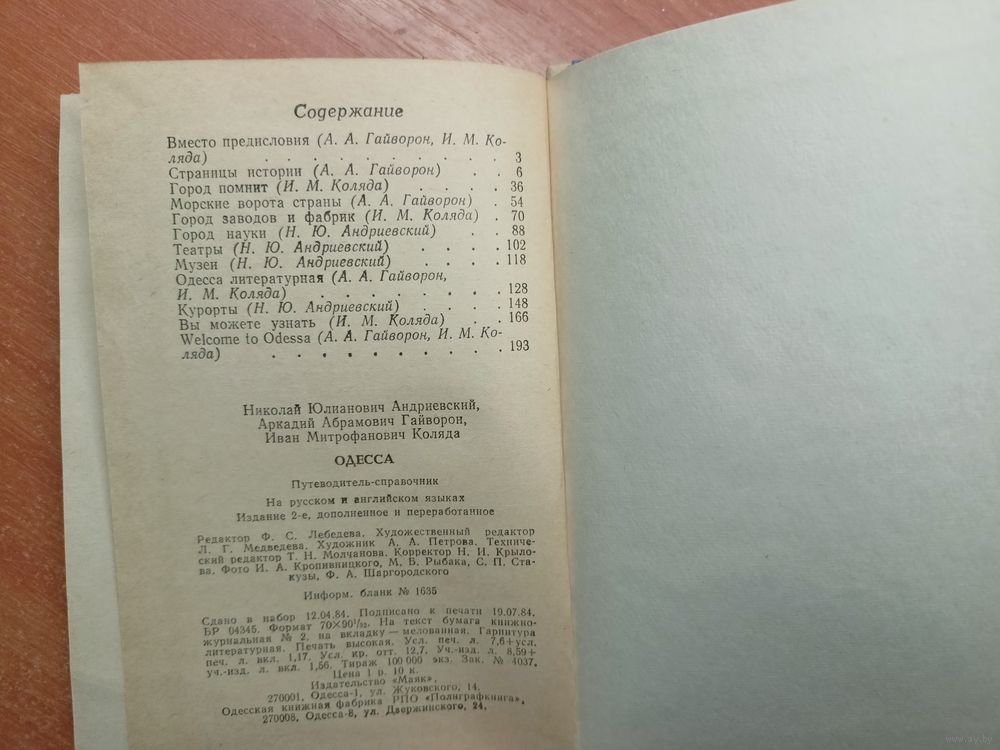 Содержание
Вместо предисловия (А. А. Гайворон, И. М. Ко-
ляда) . . . . . . . . . 3
Страницы истории (А. А. Гайворон) . . 6
Город помнит (И. М. Коляда) . . . . 36
Морские ворота страны (А. А. Гайворон) . 54
Город заводов и фабрик (И. М. Коляда) . 70
Город науки (Н. Ю. Андриевский) . . 88
Театры (Н. Ю. Андриевский) . . . . 102
Музеи (Н. Ю. Андриевский) . . . . 118
Одесса литературная (А. А. Гайворон,
И. М. Коляда) . . . . . . . . 128
Курорты (Н. Ю. Андриевский) . . . . 148
Вы можете узнать (И. М. Коляда) . . 166
Welcome to Odessa (А. А. Гайворон, И. М. Ко-
ляда) . . . . . . . . . . 193
Николай Юлианович Андриевский,
Аркадий Абрамович Гайворон,
Иван Митрофанович Коляда
ОДЕССА
Путеводитель-справочник
На русском и английском языках
Издание 2-е, дополненное и переработанное
Редактор Ф. С. Лебедева. Художественный редактор
Л. Г. Медведева. Художник А. А. Петрова. Техниче-
ский редактор Т. Н. Молчанова. Корректор Н. И. Крыло-
ва. Фото И. А. Кропивницкого, М. Б. Рыбака, С. П. Ста-
кузы, Ф. А. Шаргородского
Информ. бланк № 1635
Сдано в набор 12.04.84. Подписано к печати 19.07.84.
БР 04345. Формат 70×90¹/₃₂. На текст бумага книжно-
журнальная № 2, на вкладку — мелованная. Гарнитура
литературная. Печать высокая. Усл. печ. л. 7,6+усл.
печ. л. вкл. 1,17. Усл. кр. отт. 12,7. Уч.-изд. л. 8,59+
уч.-изд. л. вкл. 1,56. Тираж 100 000 экз. Зак. № 4037.
Цена 1 р. 10 к.
Издательство «Маяк»,
270001, Одесса-1, ул. Жуковского, 14.
Одесская книжная фабрика РПО «Полиграфкнига»,
270008, Одесса-8, ул. Дзержинского, 24.
www.ay.by